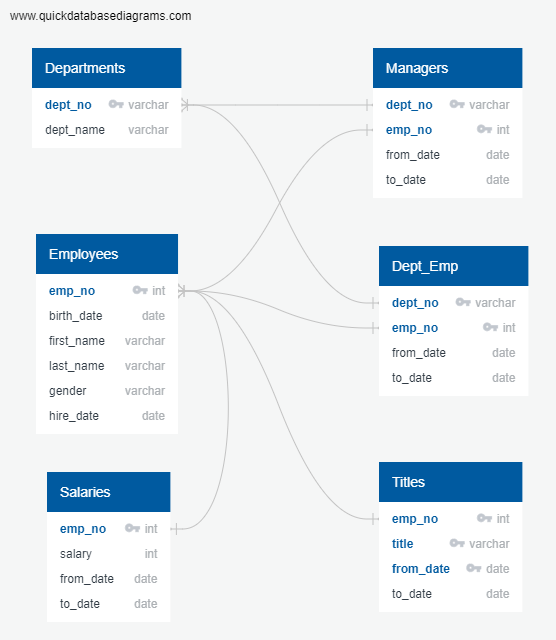 www.quickdatabasediagrams.com
Departments
dept_no varchar
dept_name varchar
Managers
dept_no varchar
emp_no int
from_date date
to_date date
Employees
emp_no int
birth_date date
first_name varchar
last_name varchar
gender varchar
hire_date date
Dept_Emp
dept_no varchar
emp_no int
from_date date
to_date date
Salaries
emp_no int
salary int
from_date date
to_date date
Titles
emp_no int
title varchar
from_date date
to_date date